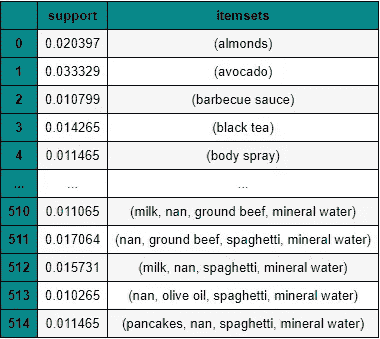 support itemsets
0 0.020397 (almonds)
1 0.033329 (avocado)
2 0.010799 (barbecue sauce)
3 0.014265 (black tea)
4 0.011465 (body spray)
... ... ...
510 0.011065 (milk, nan, ground beef, mineral water)
511 0.017064 (nan, ground beef, spaghetti, mineral water)
512 0.015731 (milk, nan, spaghetti, mineral water)
513 0.010265 (nan, olive oil, spaghetti, mineral water)
514 0.011465 (pancakes, nan, spaghetti, mineral water)